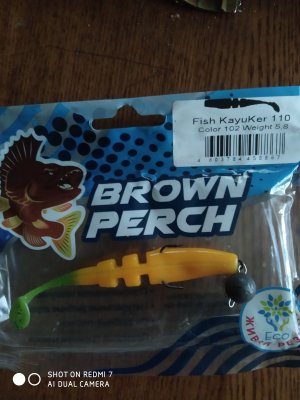 Fish KayuKer 110
Color 102 Weight 5,8
BROWN
PERCH
Eco
SHOT ON REDMI 7
AI DUAL CAMERA